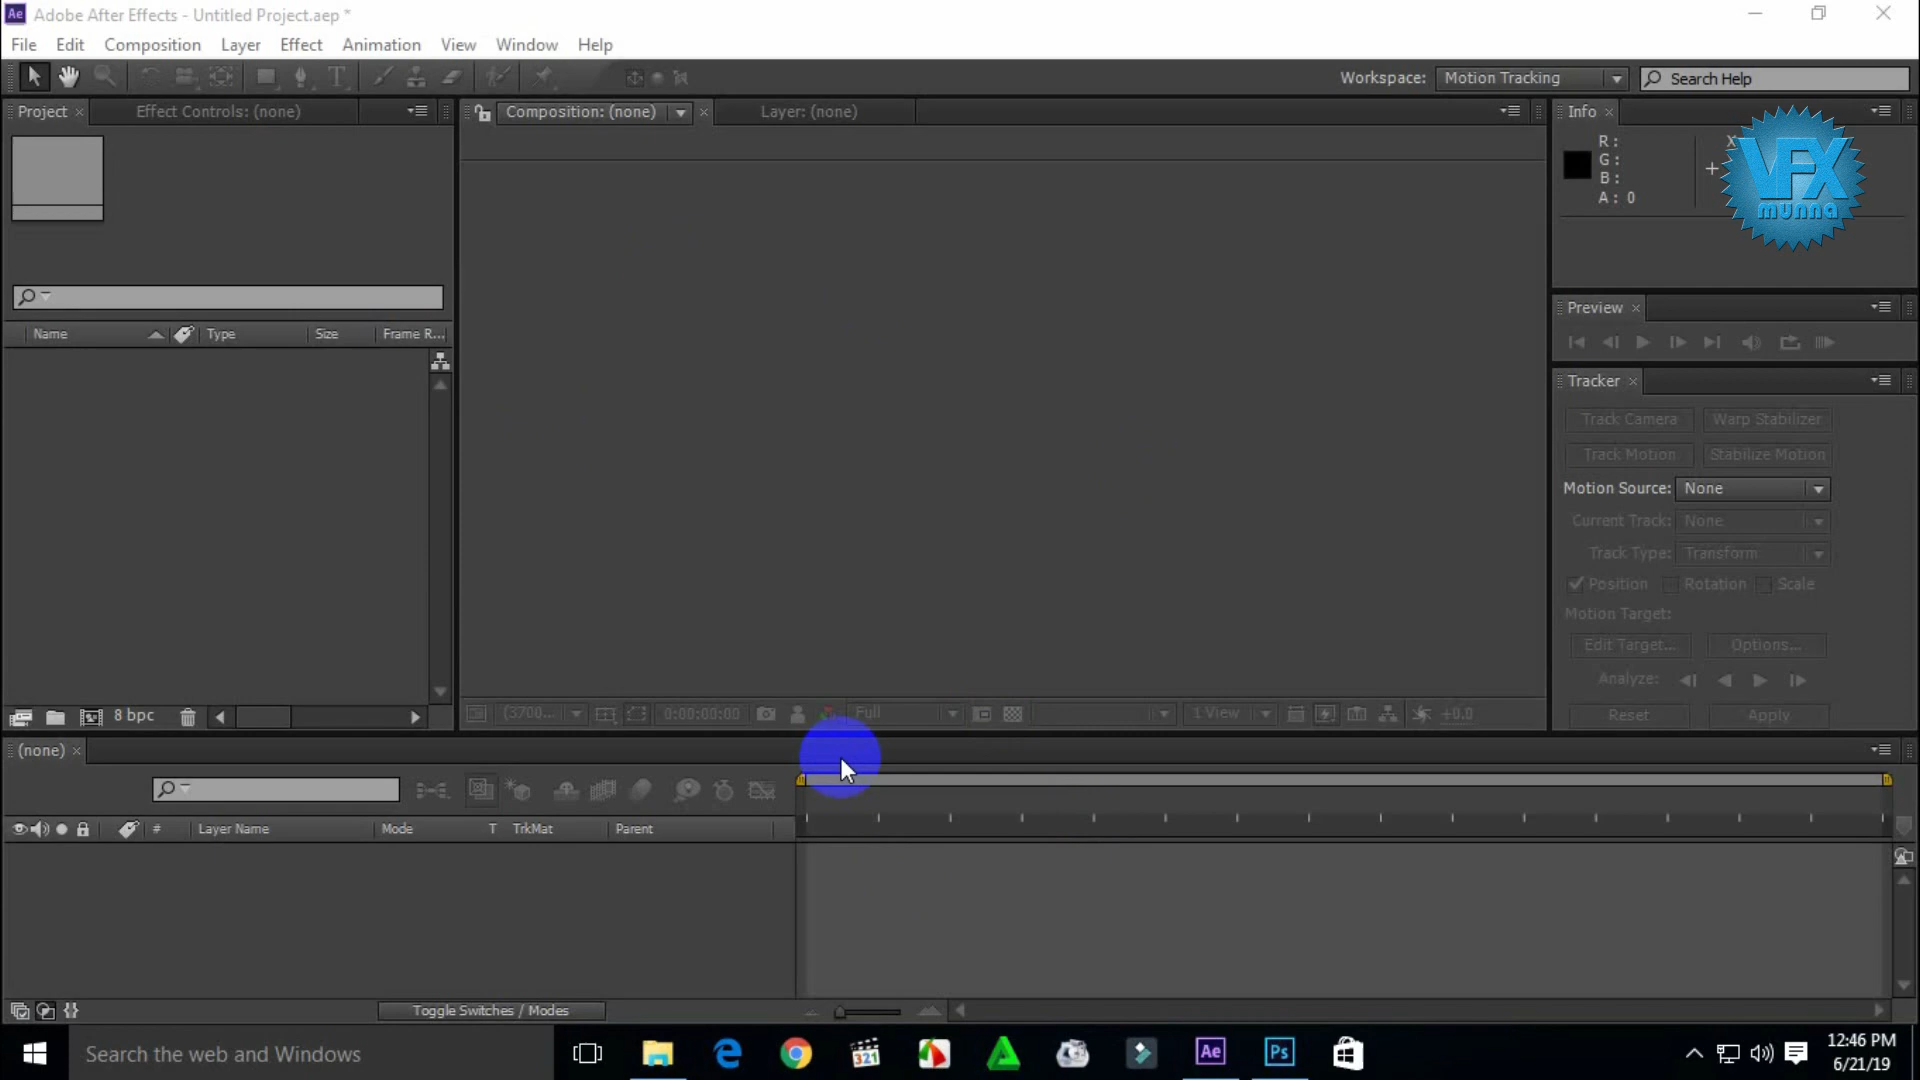 Ae Adobe After Effects - Untitled Project.aep *
File Edit Composition Layer Effect Animation View Window Help
T Workspace: Motion Tracking Search Help
Project × Effect Controls: (none) Composition: (none) × Layer: (none) Info ×
R :
G :
B :
A : 0
X
VFX
munna
Preview ×
Name Type Size Frame R...
Tracker ×
Track Camera Warp Stabilizer
Track Motion Stabilize Motion
Motion Source: None
Current Track: None
Track Type: Transform
Position Rotation Scale
Motion Target:
Edit Target... Options...
Analyze:
Reset Apply
8 bpc (3700... 0:00:00:00 Full 1 View +0.0
(none) ×
# Layer Name Mode T TrkMat Parent
Toggle Switches / Modes
Search the web and Windows
321
Ae Ps
12:46 PM
6/21/19